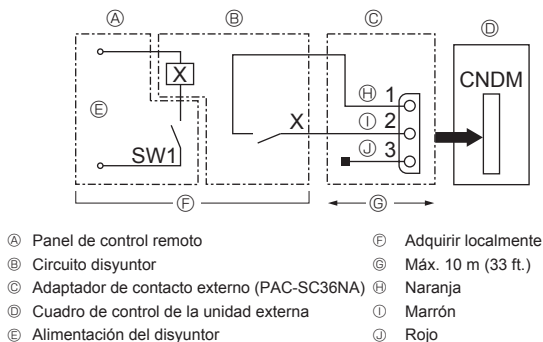 Ⓐ Ⓑ Ⓒ Ⓓ
CNDM
X
Ⓗ 1
Ⓔ X Ⓘ 2
SW1 Ⓙ 3
Ⓕ Ⓖ
Ⓐ Panel de control remoto
Ⓑ Circuito disyuntor
Ⓒ Adaptador de contacto externo (PAC-SC36NA)
Ⓓ Cuadro de control de la unidad externa
Ⓔ Alimentación del disyuntor
Ⓕ Adquirir localmente
Ⓖ Máx. 10 m (33 ft.)
Ⓗ Naranja
Ⓘ Marrón
Ⓙ Rojo